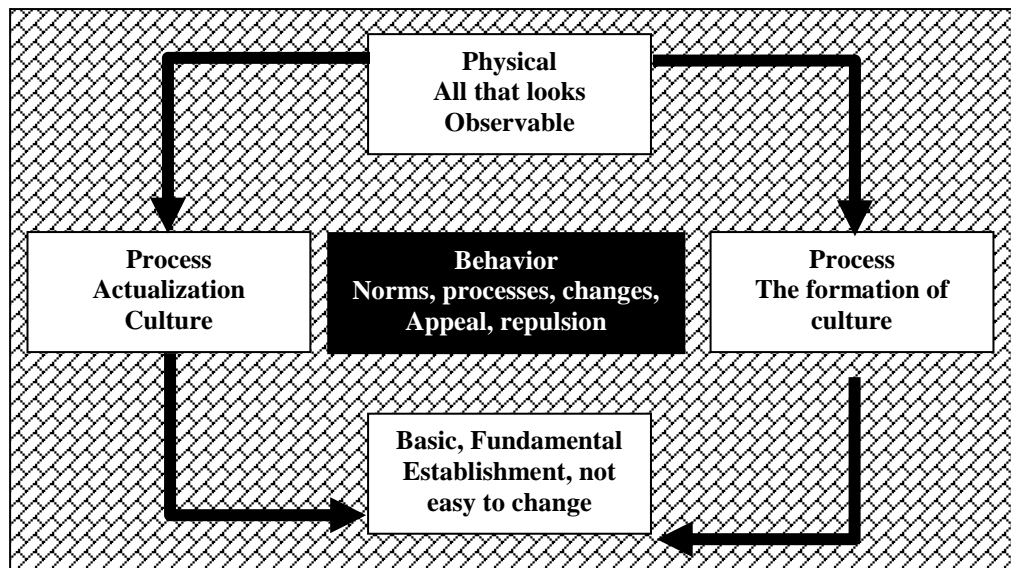 Physical
All that looks
Observable
Process
Actualization
Culture
Behavior
Norms, processes, changes,
Appeal, repulsion
Process
The formation of
culture
Basic, Fundamental
Establishment, not
easy to change